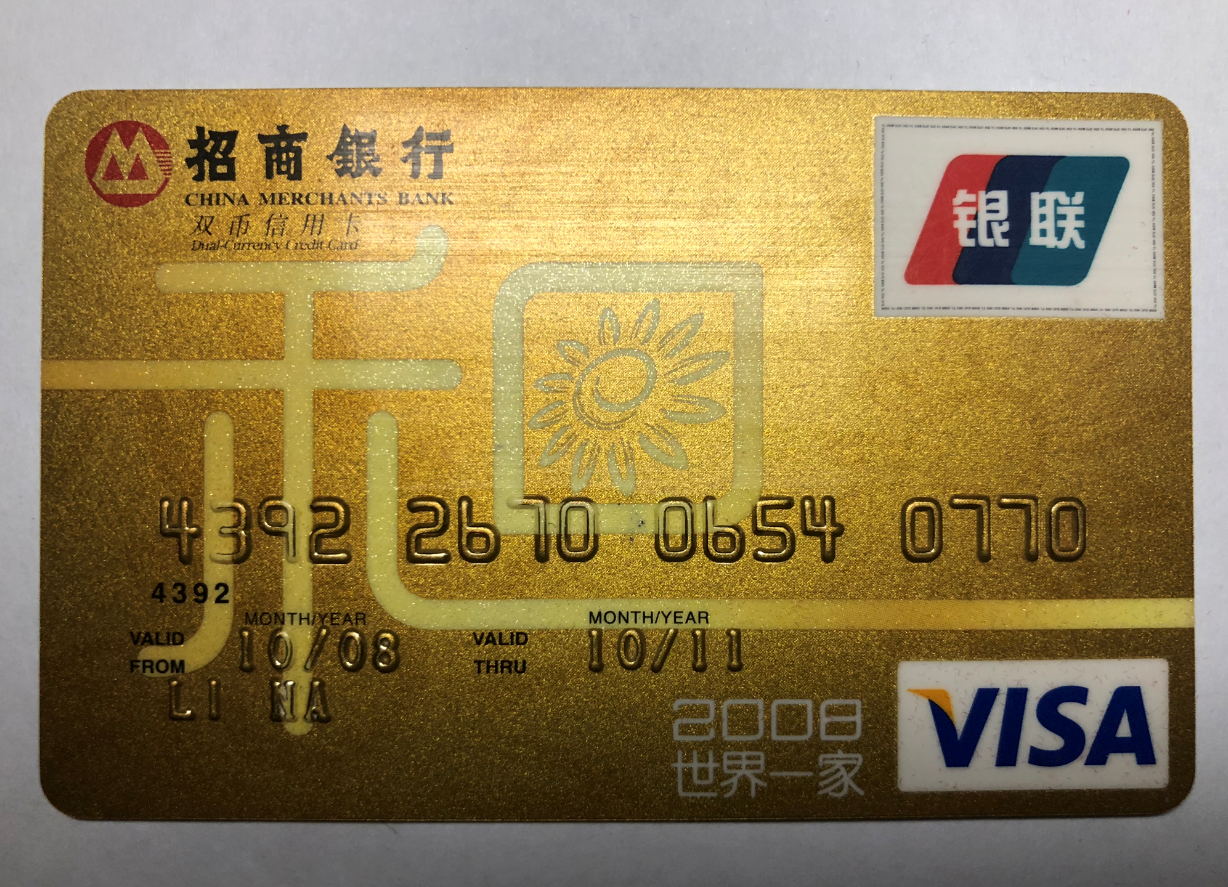 招商銀行
CHINA MERCHANTS BANK
双币信用卡
Dual-Currency Credit Card
银联
4392 2670 0654 0770
4392
MONTH/YEAR MONTH/YEAR
VALID FROM 10/08 VALID THRU 10/11
LI NA
2008
世界一家
VISA